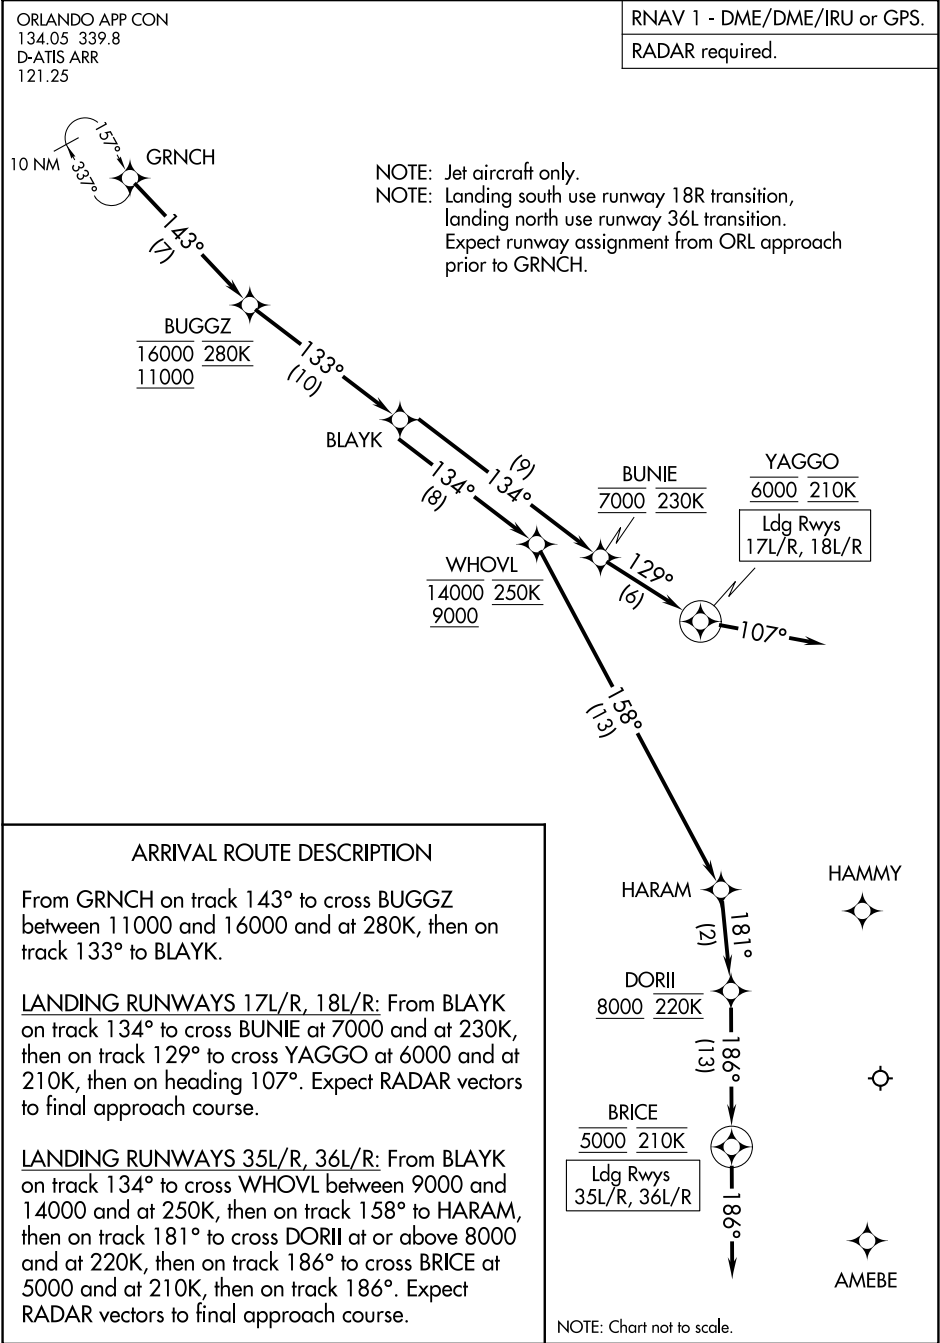 ORLANDO APP CON
134.05 339.8
D-ATIS ARR
121.25
RNAV 1 - DME/DME/IRU or GPS.
RADAR required.
157°
10 NM
337°
GRNCH
NOTE: Jet aircraft only.
NOTE: Landing south use runway 18R transition,
landing north use runway 36L transition.
Expect runway assignment from ORL approach
prior to GRNCH.
143°
(7)
BUGGZ
16000 280K
11000
133°
(10)
BLAYK
(9)
134°
134°
(8)
BUNIE
7000 230K
YAGGO
6000 210K
Ldg Rwys
17L/R, 18L/R
WHOVL
14000 250K
9000
129°
(6)
107°
158°
(13)
ARRIVAL ROUTE DESCRIPTION
From GRNCH on track 143° to cross BUGGZ
between 11000 and 16000 and at 280K, then on
track 133° to BLAYK.
LANDING RUNWAYS 17L/R, 18L/R: From BLAYK
on track 134° to cross BUNIE at 7000 and at 230K,
then on track 129° to cross YAGGO at 6000 and at
210K, then on heading 107°. Expect RADAR vectors
to final approach course.
LANDING RUNWAYS 35L/R, 36L/R: From BLAYK
on track 134° to cross WHOVL between 9000 and
14000 and at 250K, then on track 158° to HARAM,
then on track 181° to cross DORII at or above 8000
and at 220K, then on track 186° to cross BRICE at
5000 and at 210K, then on track 186°. Expect
RADAR vectors to final approach course.
HARAM
HAMMY
181°
(2)
DORII
8000 220K
186°
(13)
BRICE
5000 210K
Ldg Rwys
35L/R, 36L/R
186°
AMEBE
NOTE: Chart not to scale.